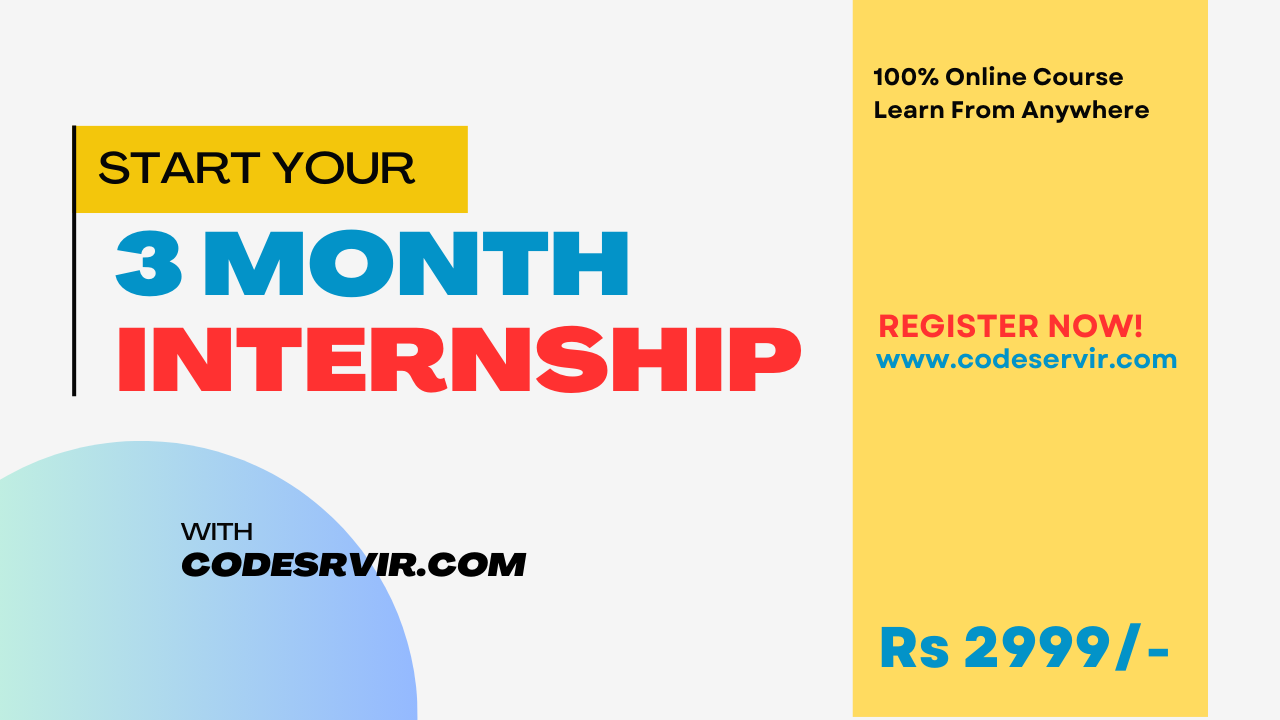 START YOUR
3 MONTH
INTERNSHIP
WITH
CODESRVIR.COM
100% Online Course
Learn From Anywhere
REGISTER NOW!
www.codeservir.com
Rs 2999/-